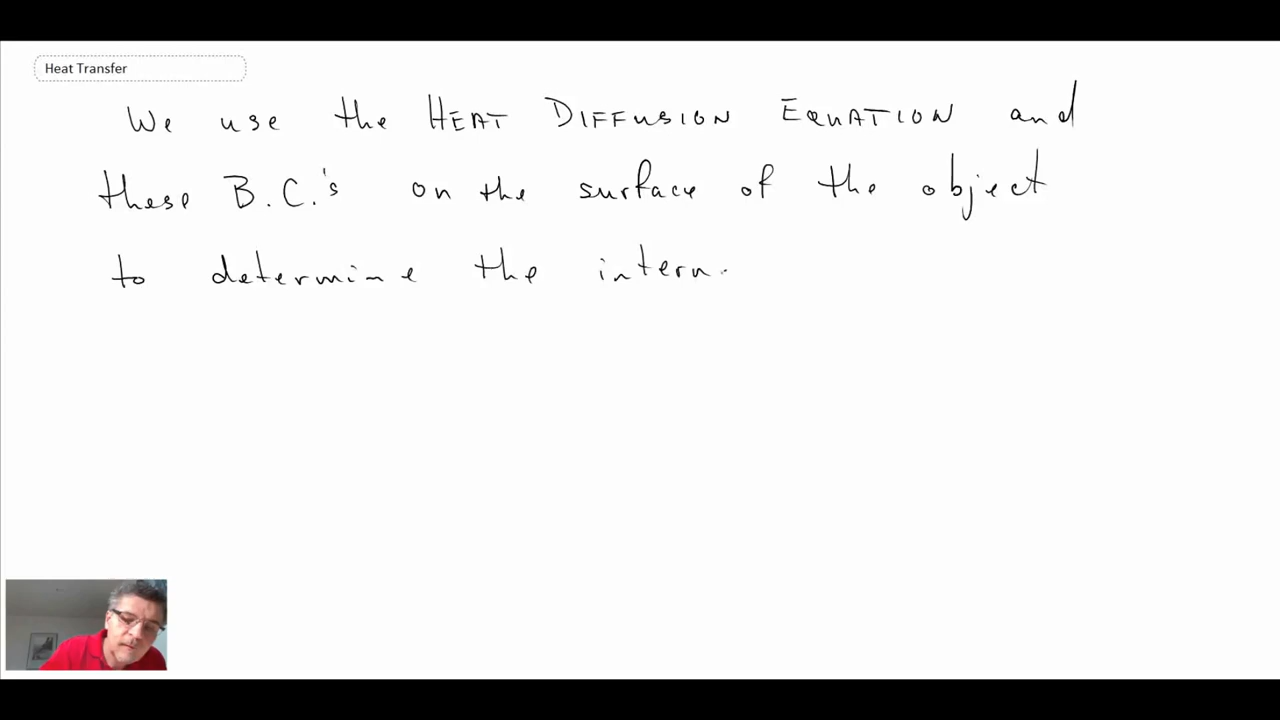 Heat Transfer
We use the HEAT DIFFUSION EQUATION and
these B.C.'s on the surface of the object
to determine the intern